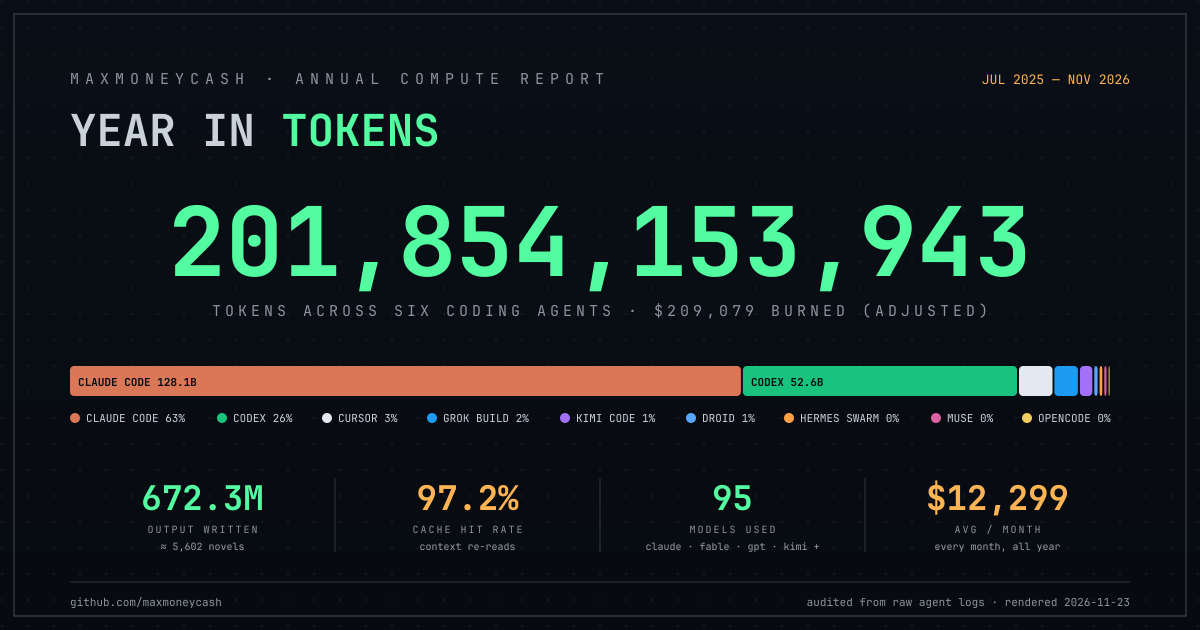 MAXMONEYCASH · ANNUAL COMPUTE REPORT
JUL 2025 — NOV 2026
YEAR IN TOKENS
201,854,153,943
TOKENS ACROSS SIX CODING AGENTS · $209,079 BURNED (ADJUSTED)
CLAUDE CODE 128.1B
CODEX 52.6B
CLAUDE CODE 63%
CODEX 26%
CURSOR 3%
GROK BUILD 2%
KIMI CODE 1%
DROID 1%
HERMES SWARM 0%
MUSE 0%
OPENCODE 0%
672.3M
OUTPUT WRITTEN
≈ 5,602 novels
97.2%
CACHE HIT RATE
context re-reads
95
MODELS USED
claude · fable · gpt · kimi +
$12,299
AVG / MONTH
every month, all year
github.com/maxmoneycash
audited from raw agent logs · rendered 2026-11-23